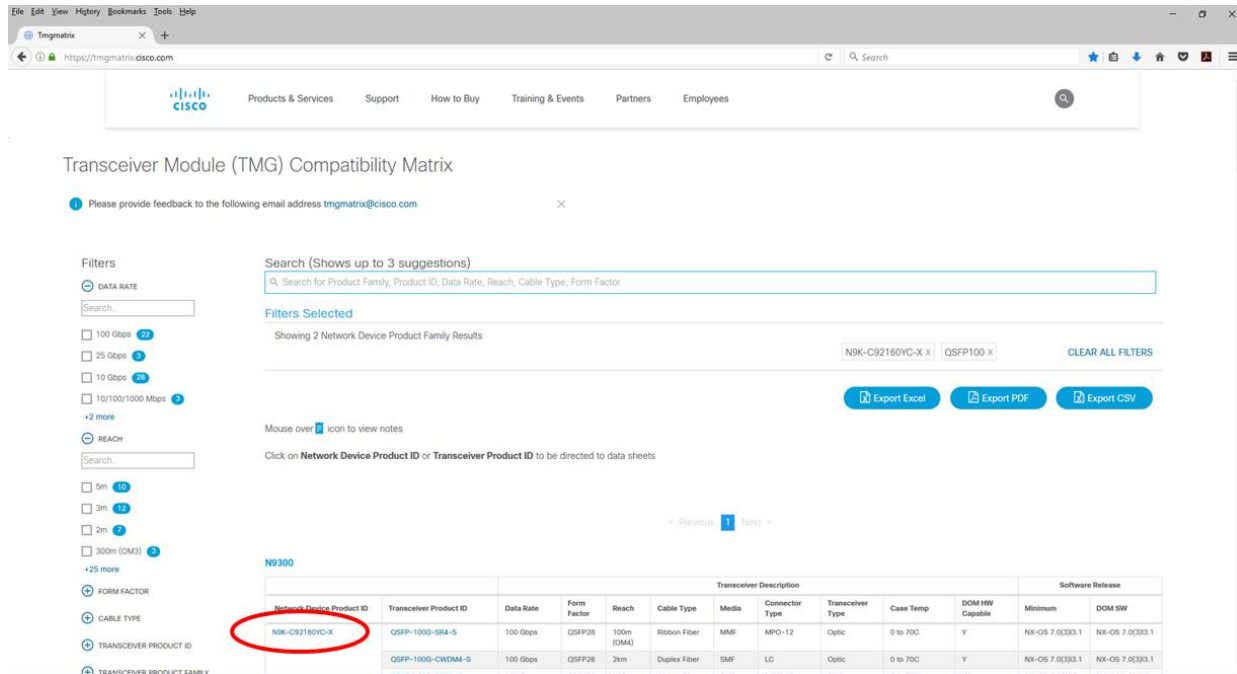 File Edit View History Bookmarks Tools Help
Tmgmatrix
https://tmgmatrix.cisco.com
Search
CISCO
Products & Services Support How to Buy Training & Events Partners Employees
Transceiver Module (TMG) Compatibility Matrix
Please provide feedback to the following email address tmgmatrix@cisco.com
Filters
DATA RATE
Search..
100 Gbps 22
25 Gbps 3
10 Gbps 28
10/100/1000 Mbps 3
+2 more
REACH
Search..
5m 10
3m 12
2m 7
300m (OM3) 3
+25 more
FORM FACTOR
CABLE TYPE
TRANSCEIVER PRODUCT ID
TRANSCEIVER PRODUCT FAMILY
Search (Shows up to 3 suggestions)
Search for Product Family, Product ID, Data Rate, Reach, Cable Type, Form Factor
Filters Selected
Showing 2 Network Device Product Family Results
N9K-C92160YC-X X QSFP100 X CLEAR ALL FILTERS
Export Excel Export PDF Export CSV
Mouse over icon to view notes
Click on Network Device Product ID or Transceiver Product ID to be directed to data sheets
« Previous 1 Next »
N9300
Transceiver Description Software Release
Network Device Product ID Transceiver Product ID Data Rate Form Factor Reach Cable Type Media Connector Type Transceiver Type Case Temp DOM HW Capable Minimum DOM SW
N9K-C92160YC-X QSFP-100G-SR4-S 100 Gbps QSFP28 100m (OM4) Ribbon Fiber MMF MPO-12 Optic 0 to 70C Y NX-OS 7.0(3)I3.1 NX-OS 7.0(3)I3.1
QSFP-100G-CWDM4-S 100 Gbps QSFP28 2km Duplex Fiber SMF LC Optic 0 to 70C Y NX-OS 7.0(3)I3.1 NX-OS 7.0(3)I3.1